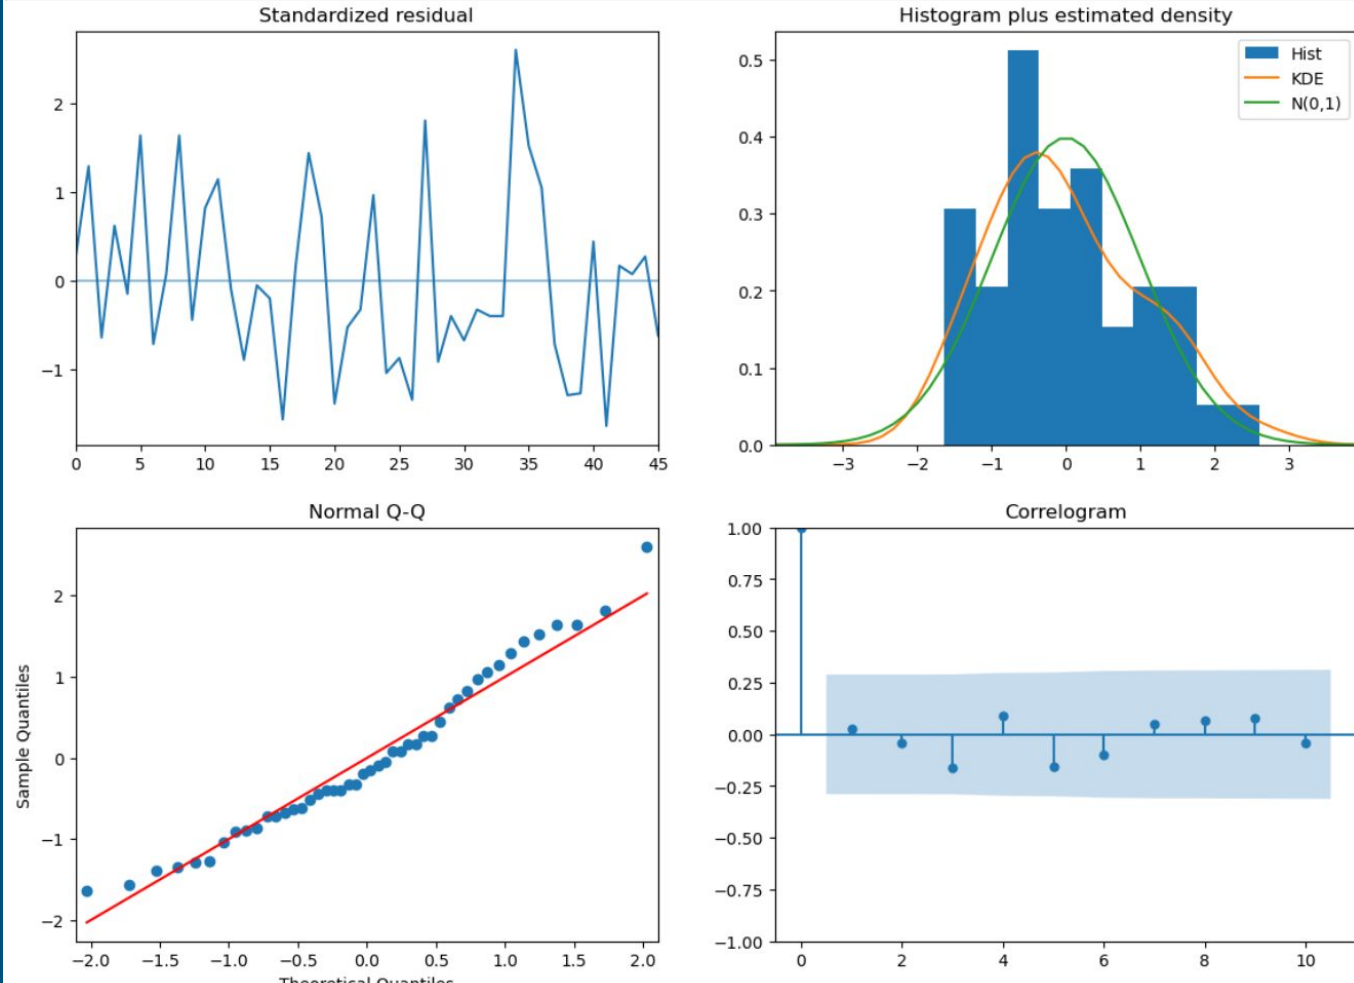 Standardized residual
2
1
0
−1
0 5 10 15 20 25 30 35 40 45
Histogram plus estimated density
0.5
0.4
0.3
0.2
0.1
0.0
−3 −2 −1 0 1 2 3
Hist
KDE
N(0,1)
Normal Q-Q
Sample Quantiles
2
1
0
−1
−2
−2.0 −1.5 −1.0 −0.5 0.0 0.5 1.0 1.5 2.0
Theoretical Quantiles
Correlogram
1.00
0.75
0.50
0.25
0.00
−0.25
−0.50
−0.75
−1.00
0 2 4 6 8 10